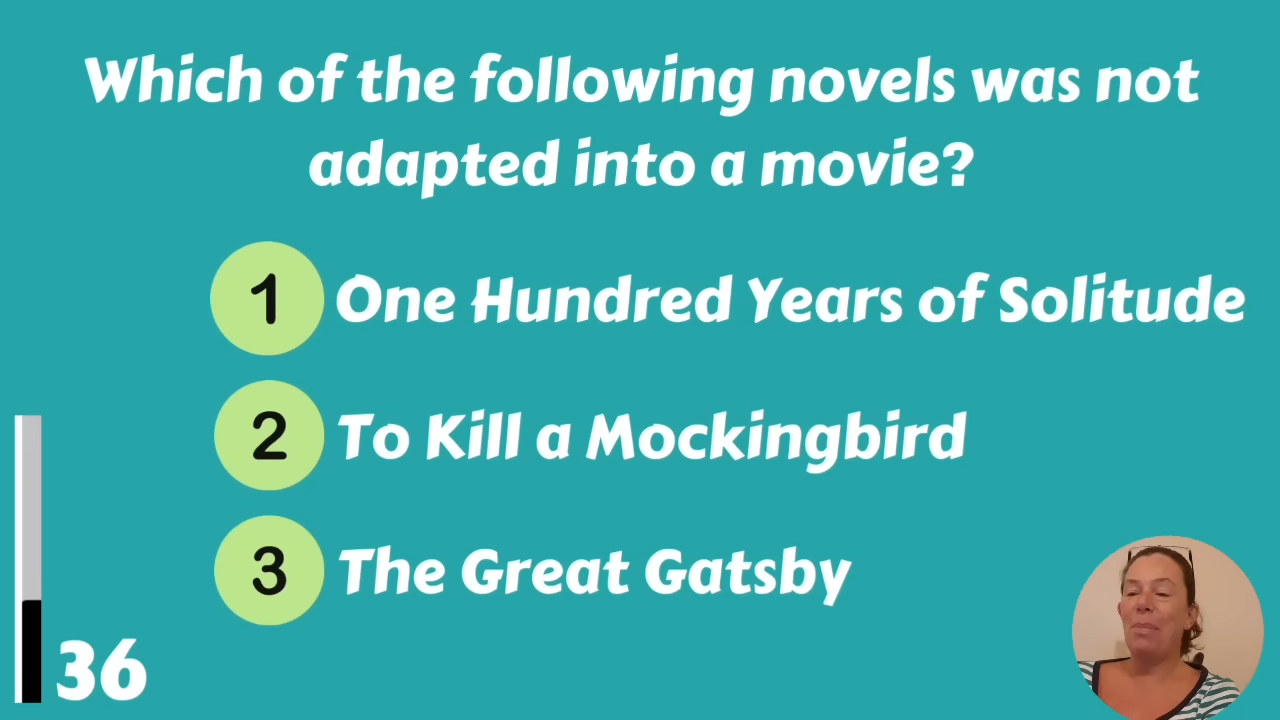 Which of the following novels was not
adapted into a movie?
1 One Hundred Years of Solitude
2 To Kill a Mockingbird
3 The Great Gatsby
36